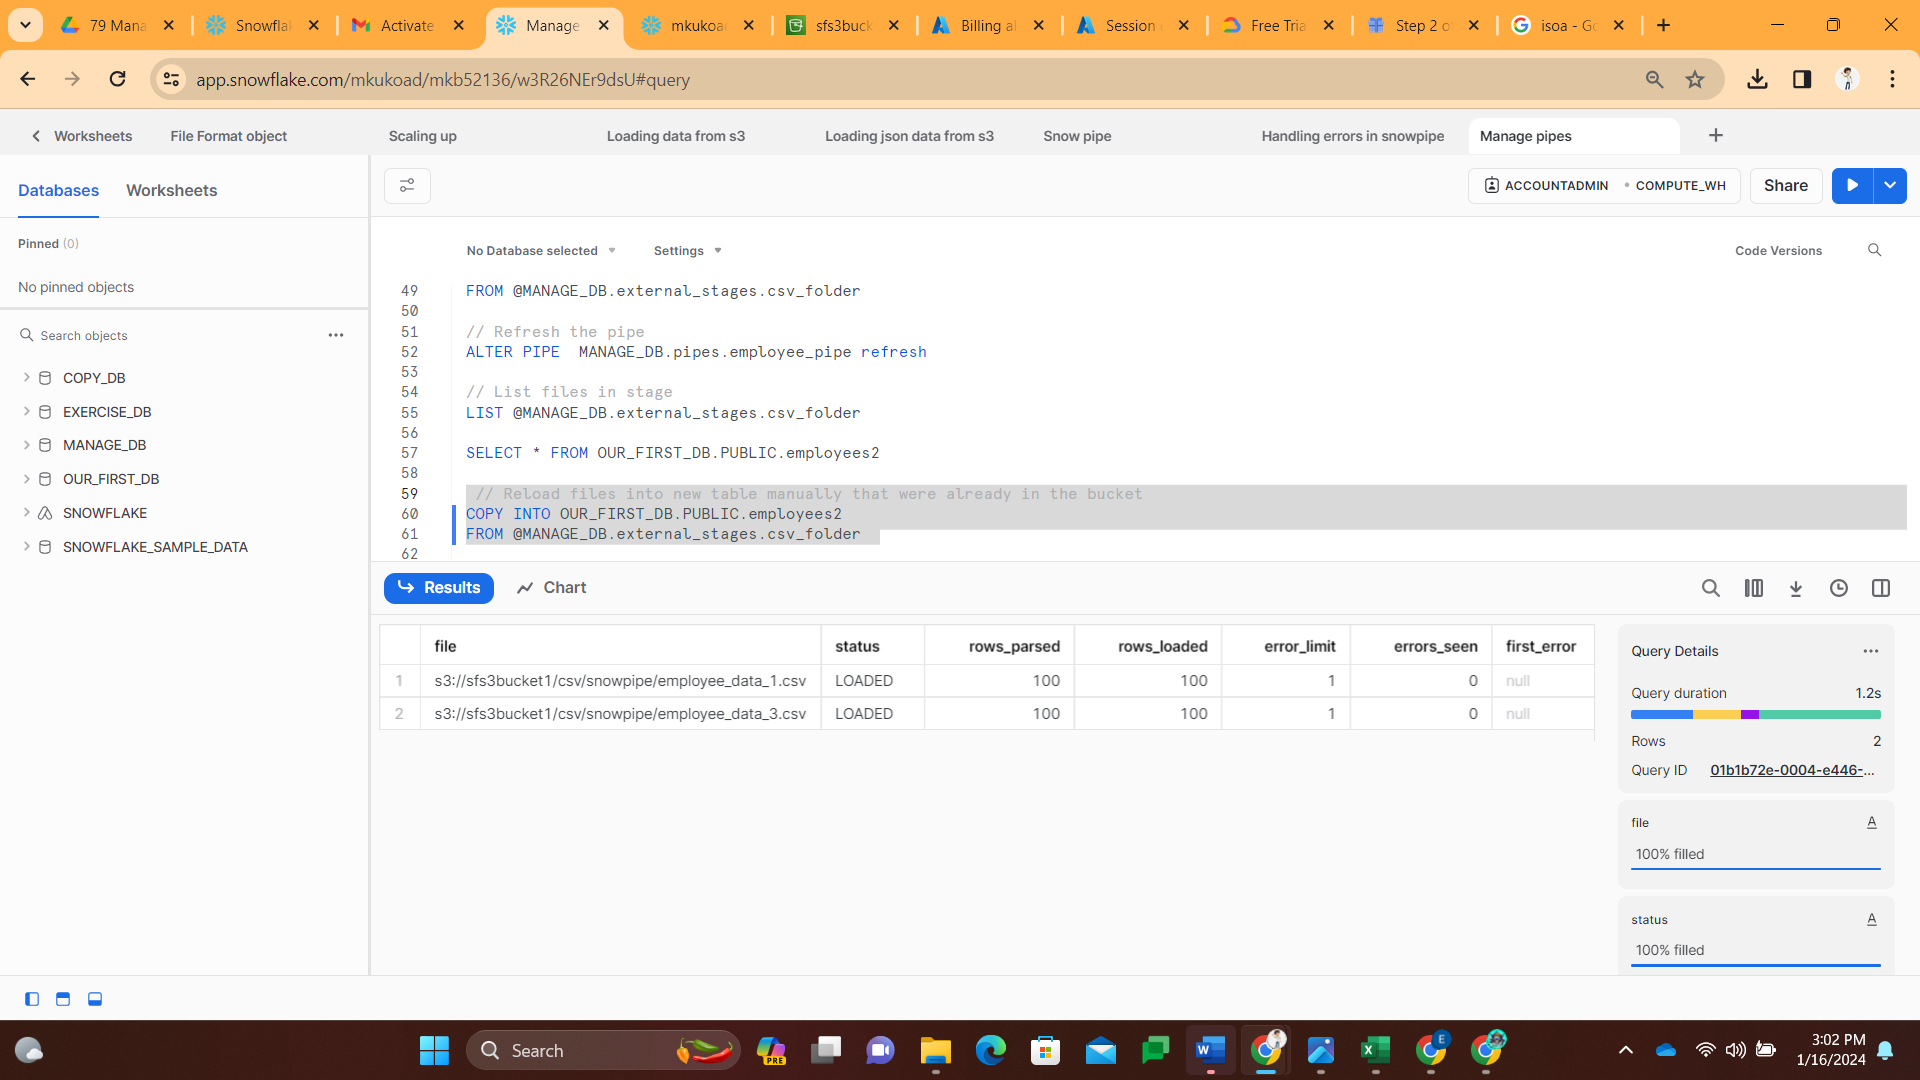 79 Mana
Snowflak
Activate
Manage
mkukoad
sfs3buck
Billing al
Session
Free Tria
Step 2 o
isoa - Go
app.snowflake.com/mkukoad/mkb52136/w3R26NEr9dsU#query
Worksheets
File Format object
Scaling up
Loading data from s3
Loading json data from s3
Snow pipe
Handling errors in snowpipe
Manage pipes
Databases
Worksheets
ACCOUNTADMIN
COMPUTE_WH
Share
Pinned (0)
No pinned objects
Search objects
COPY_DB
EXERCISE_DB
MANAGE_DB
OUR_FIRST_DB
SNOWFLAKE
SNOWFLAKE_SAMPLE_DATA
No Database selected
Settings
Code Versions
49 FROM @MANAGE_DB.external_stages.csv_folder
50
51 // Refresh the pipe
52 ALTER PIPE  MANAGE_DB.pipes.employee_pipe refresh
53
54 // List files in stage
55 LIST @MANAGE_DB.external_stages.csv_folder
56
57 SELECT * FROM OUR_FIRST_DB.PUBLIC.employees2
58
59 // Reload files into new table manually that were already in the bucket
60 COPY INTO OUR_FIRST_DB.PUBLIC.employees2
61 FROM @MANAGE_DB.external_stages.csv_folder
62
Results
Chart
file status rows_parsed rows_loaded error_limit errors_seen first_error
1 s3://sfs3bucket1/csv/snowpipe/employee_data_1.csv LOADED 100 100 1 0 null
2 s3://sfs3bucket1/csv/snowpipe/employee_data_3.csv LOADED 100 100 1 0 null
Query Details
Query duration 1.2s
Rows 2
Query ID 01b1b72e-0004-e446-...
file A
100% filled
status A
100% filled
Search
PRE
E
3:02 PM
1/16/2024